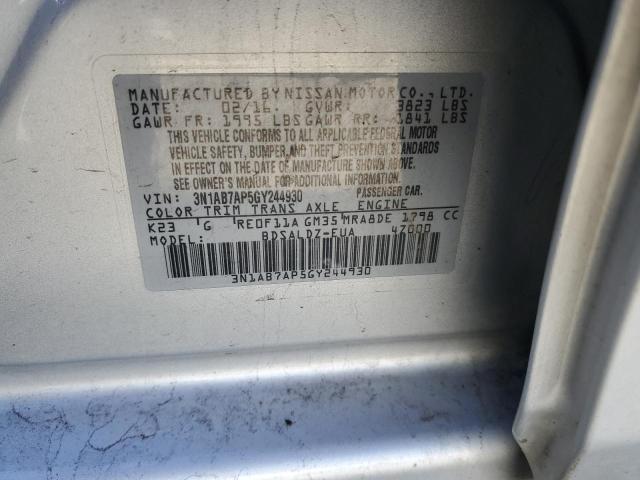 MANUFACTURED BY NISSAN MOTOR CO., LTD.
DATE: 02/16 GVWR: 3823 LBS
GAWR FR: 1995 LBS GAWR RR: 1841 LBS
THIS VEHICLE CONFORMS TO ALL APPLICABLE FEDERAL MOTOR
VEHICLE SAFETY, BUMPER, AND THEFT PREVENTION STANDARDS
IN EFFECT ON THE DATE OF MANUFACTURE SHOWN ABOVE.
SEE OWNER'S MANUAL FOR ADDITIONAL INFORMATION.
VIN: 3N1AB7AP5GY244930 PASSENGER CAR.
COLOR TRIM TRANS AXLE ENGINE
K23 G RE0F11A GM35 MRA8DE 1798 CC
MODEL: BDSALDZ-EUA 47000
3N1AB7AP5GY244930